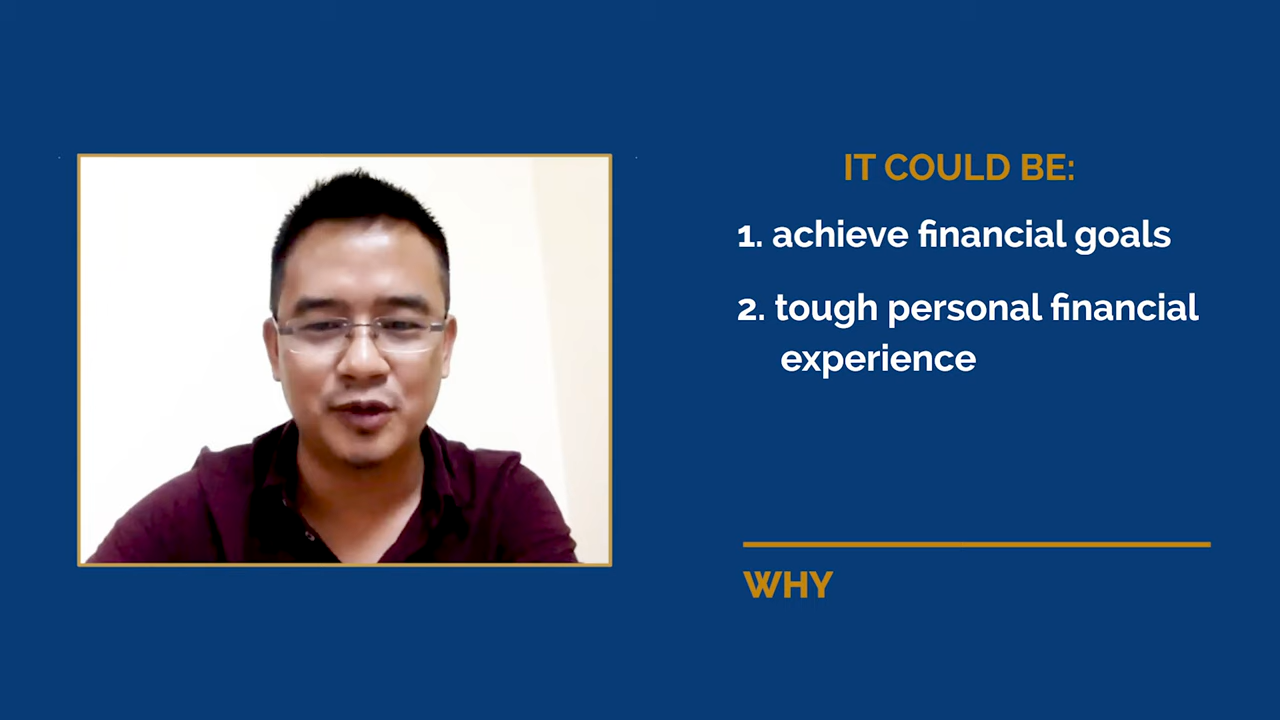 IT COULD BE:
1. achieve financial goals
2. tough personal financial
experience
WHY